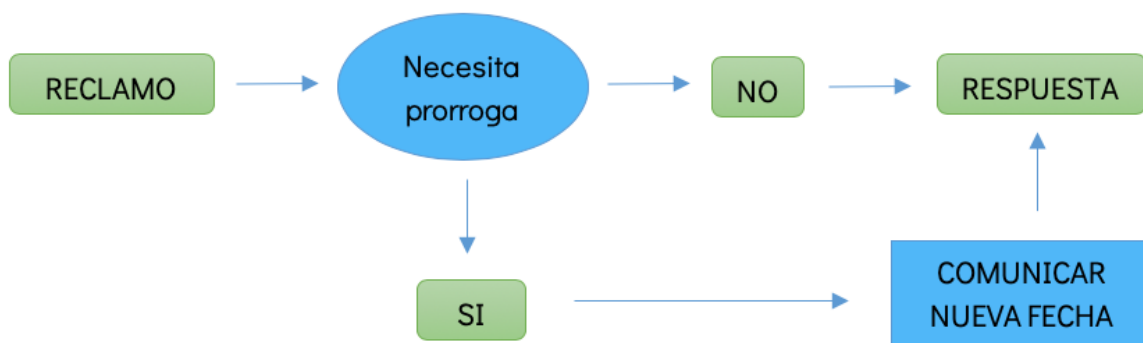 RECLAMO
Necesita
prorroga
NO
RESPUESTA
SI
COMUNICAR
NUEVA FECHA